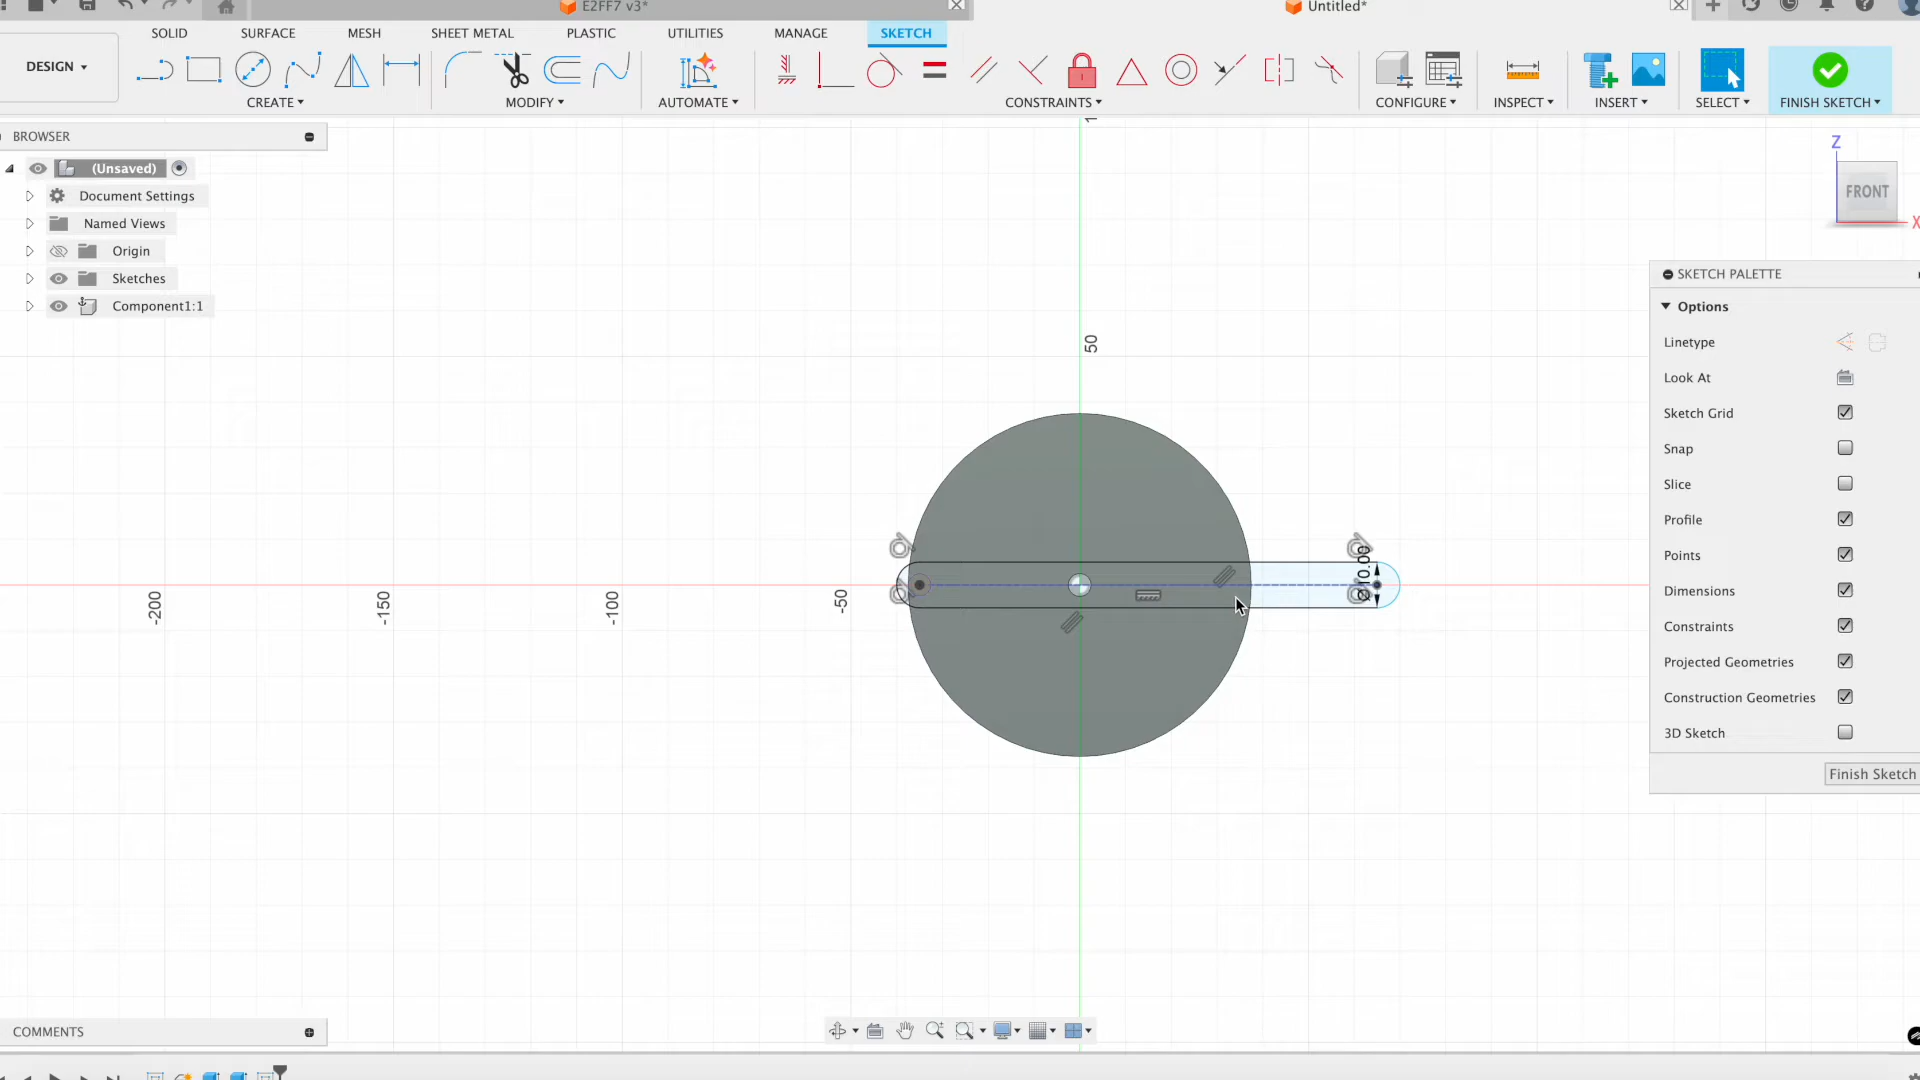 E2FF7 v3*
Untitled*
SOLID SURFACE MESH SHEET METAL PLASTIC UTILITIES MANAGE SKETCH
DESIGN
CREATE MODIFY AUTOMATE CONSTRAINTS CONFIGURE INSPECT INSERT SELECT FINISH SKETCH
BROWSER
(Unsaved)
Document Settings
Named Views
Origin
Sketches
Component1:1
Z
FRONT
X
SKETCH PALETTE
Options
Linetype
Look At
Sketch Grid
Snap
Slice
Profile
Points
Dimensions
Constraints
Projected Geometries
Construction Geometries
3D Sketch
Finish Sketch
50
-200
-150
-100
-50
Ø10.00
COMMENTS